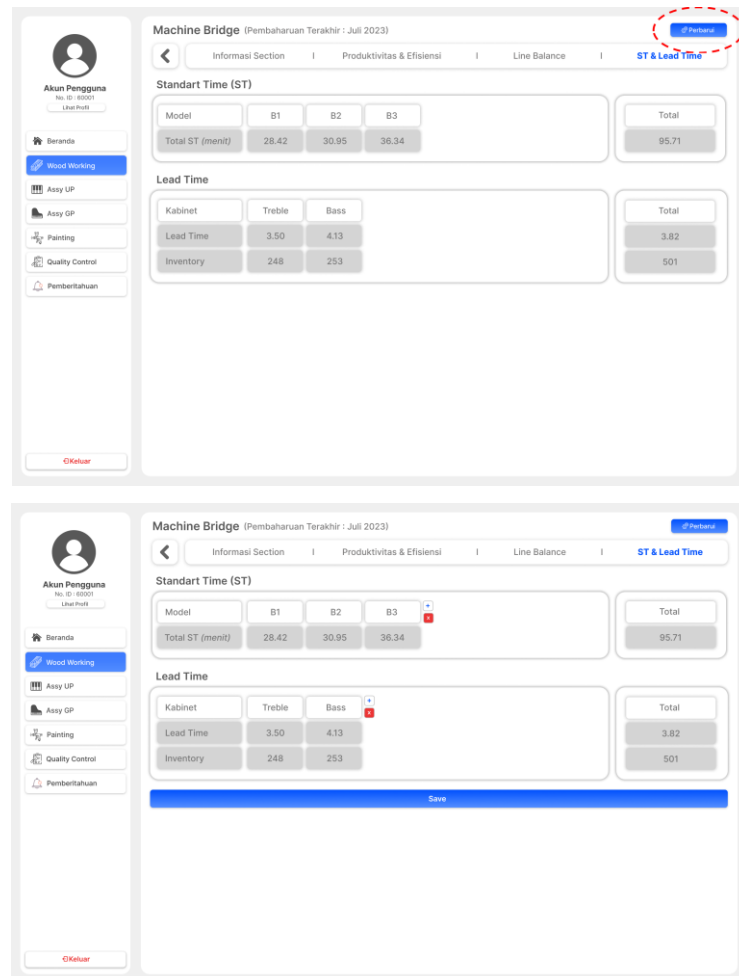 Machine Bridge (Pembaharuan Terakhir : Juli 2023)
Perbarui
Informasi Section I Produktivitas & Efisiensi I Line Balance I ST & Lead Time
Akun Pengguna
No. ID : 60001
Lihat Profil
Beranda
Wood Working
Assy UP
Assy GP
Painting
Quality Control
Pemberitahuan
Keluar
Standart Time (ST)
Model B1 B2 B3 Total
Total ST (menit) 28.42 30.95 36.34 95.71
Lead Time
Kabinet Treble Bass Total
Lead Time 3.50 4.13 3.82
Inventory 248 253 501
Machine Bridge (Pembaharuan Terakhir : Juli 2023)
Perbarui
Informasi Section I Produktivitas & Efisiensi I Line Balance I ST & Lead Time
Akun Pengguna
No. ID : 60001
Lihat Profil
Beranda
Wood Working
Assy UP
Assy GP
Painting
Quality Control
Pemberitahuan
Keluar
Standart Time (ST)
Model B1 B2 B3 + x Total
Total ST (menit) 28.42 30.95 36.34 95.71
Lead Time
Kabinet Treble Bass + x Total
Lead Time 3.50 4.13 3.82
Inventory 248 253 501
Save